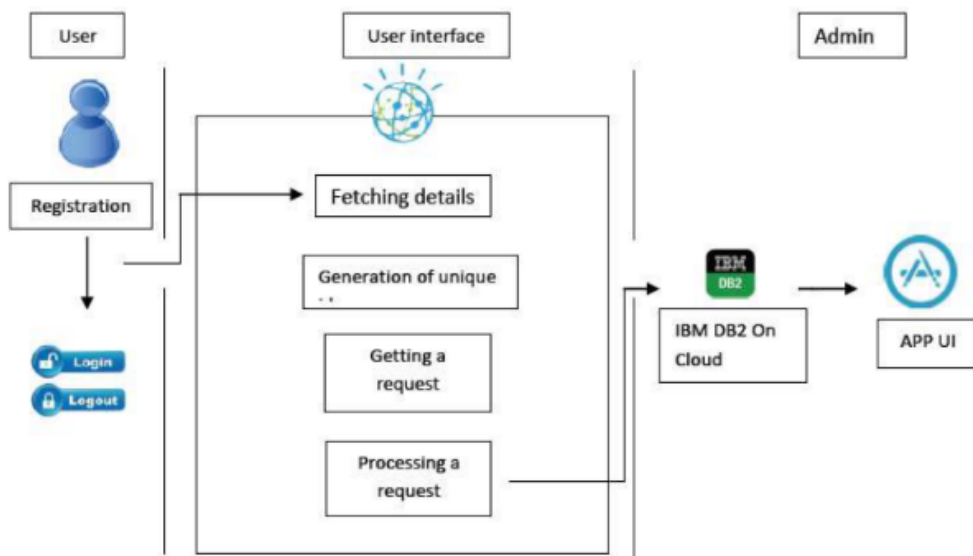 User
User interface
Admin
Registration
Fetching details
Generation of unique
Getting a
request
Processing a
request
Login
Logout
IBM
DB2
IBM DB2 On
Cloud
APP UI